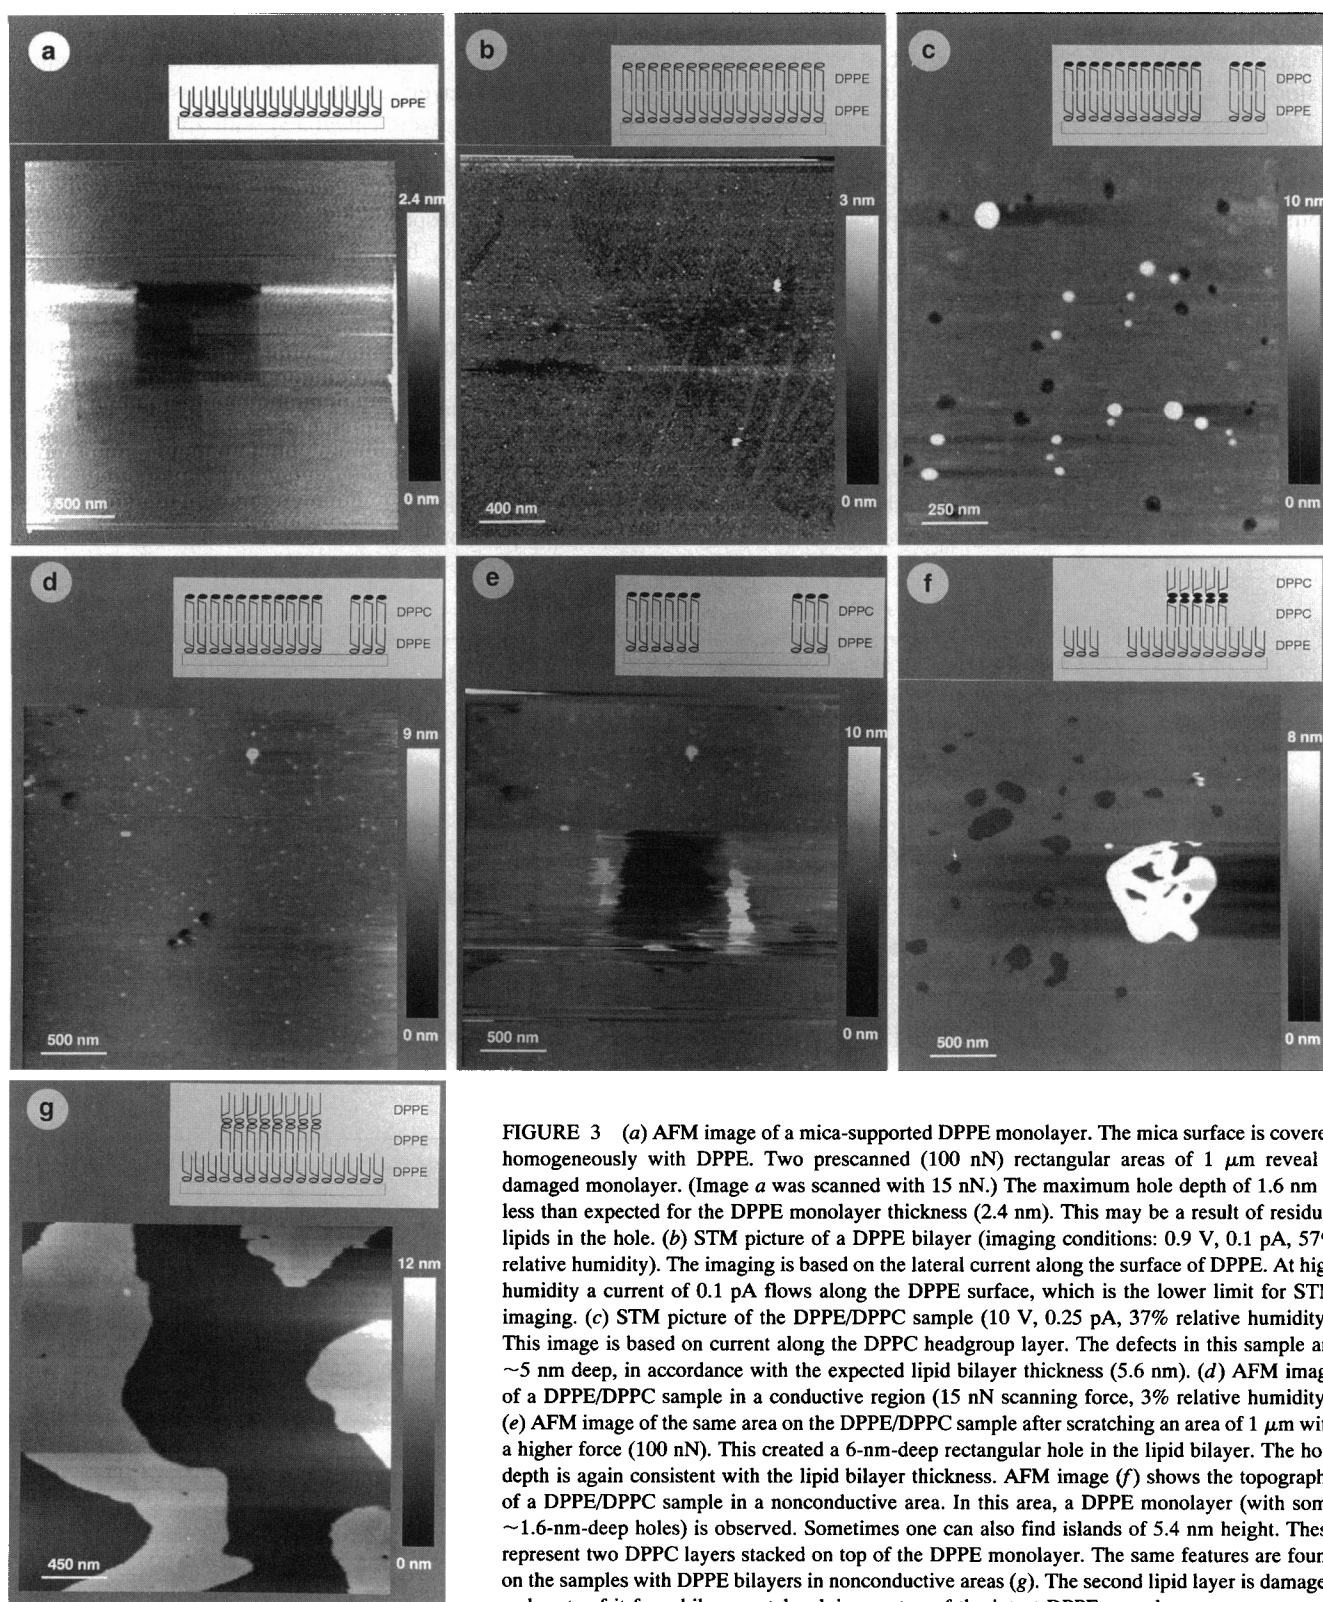 a
DPPE
2.4 nm
0 nm
500 nm
b
DPPE
DPPE
3 nm
0 nm
400 nm
c
DPPC
DPPE
10 nm
0 nm
250 nm
d
DPPC
DPPE
9 nm
0 nm
500 nm
e
DPPC
DPPE
10 nm
0 nm
500 nm
f
DPPC
DPPC
DPPE
8 nm
0 nm
500 nm
g
DPPE
DPPE
DPPE
12 nm
0 nm
450 nm
FIGURE 3 (a) AFM image of a mica-supported DPPE monolayer. The mica surface is covere
homogeneously with DPPE. Two prescanned (100 nN) rectangular areas of 1 μm reveal
damaged monolayer. (Image a was scanned with 15 nN.) The maximum hole depth of 1.6 nm
less than expected for the DPPE monolayer thickness (2.4 nm). This may be a result of residu
lipids in the hole. (b) STM picture of a DPPE bilayer (imaging conditions: 0.9 V, 0.1 pA, 57%
relative humidity). The imaging is based on the lateral current along the surface of DPPE. At hig
humidity a current of 0.1 pA flows along the DPPE surface, which is the lower limit for STM
imaging. (c) STM picture of the DPPE/DPPC sample (10 V, 0.25 pA, 37% relative humidity
This image is based on current along the DPPC headgroup layer. The defects in this sample ar
~5 nm deep, in accordance with the expected lipid bilayer thickness (5.6 nm). (d) AFM imag
of a DPPE/DPPC sample in a conductive region (15 nN scanning force, 3% relative humidity
(e) AFM image of the same area on the DPPE/DPPC sample after scratching an area of 1 μm wit
a higher force (100 nN). This created a 6-nm-deep rectangular hole in the lipid bilayer. The ho
depth is again consistent with the lipid bilayer thickness. AFM image (f) shows the topograph
of a DPPE/DPPC sample in a nonconductive area. In this area, a DPPE monolayer (with som
~1.6-nm-deep holes) is observed. Sometimes one can also find islands of 5.4 nm height. Thes
represent two DPPC layers stacked on top of the DPPE monolayer. The same features are foun
on the samples with DPPE bilayers in nonconductive areas (g). The second lipid layer is damage